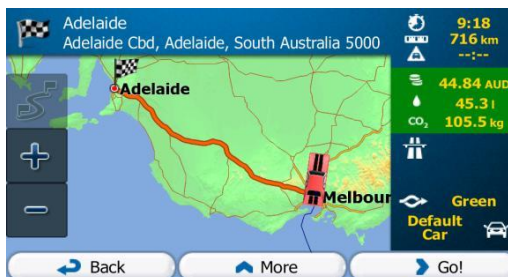 Adelaide
Adelaide Cbd, Adelaide, South Australia 5000
9:18
716 km
--:--
44.84 AUD
45.3 l
CO2 105.5 kg
Adelaide
Melbour
Green
Default
Car
Back
More
Go!